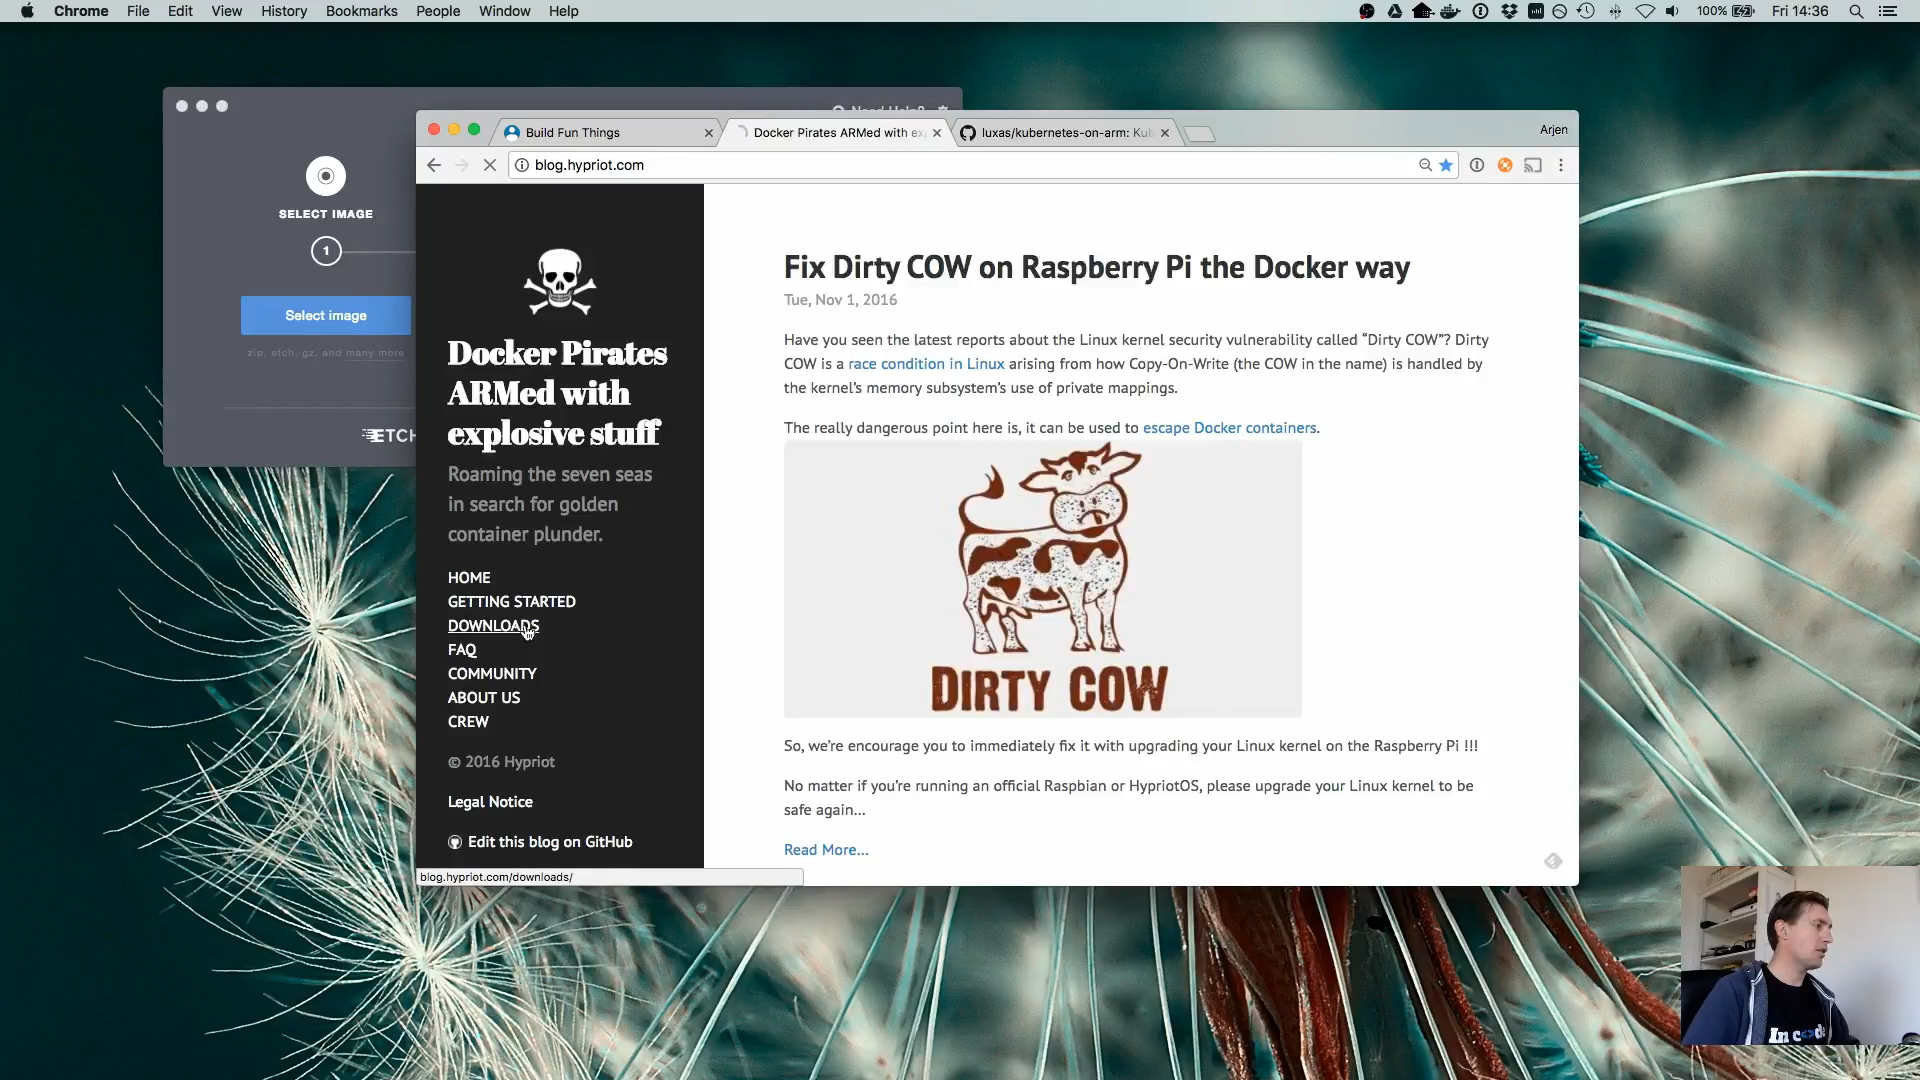 Chrome File Edit View History Bookmarks People Window Help
100% Fri 14:36
SELECT IMAGE
1
Select image
zip, etch, gz, and many more
ETCH
Build Fun Things
Docker Pirates ARMed with ex
luxas/kubernetes-on-arm: Kub
Arjen
blog.hypriot.com
Docker Pirates
ARMed with
explosive stuff
Roaming the seven seas
in search for golden
container plunder.
HOME
GETTING STARTED
DOWNLOADS
FAQ
COMMUNITY
ABOUT US
CREW
© 2016 Hypriot
Legal Notice
Edit this blog on GitHub
blog.hypriot.com/downloads/
Fix Dirty COW on Raspberry Pi the Docker way
Tue, Nov 1, 2016
Have you seen the latest reports about the Linux kernel security vulnerability called “Dirty COW”? Dirty
COW is a race condition in Linux arising from how Copy-On-Write (the COW in the name) is handled by
the kernel’s memory subsystem’s use of private mappings.
The really dangerous point here is, it can be used to escape Docker containers.
DIRTY COW
So, we’re encourage you to immediately fix it with upgrading your Linux kernel on the Raspberry Pi !!!
No matter if you’re running an official Raspbian or HypriotOS, please upgrade your Linux kernel to be
safe again...
Read More...